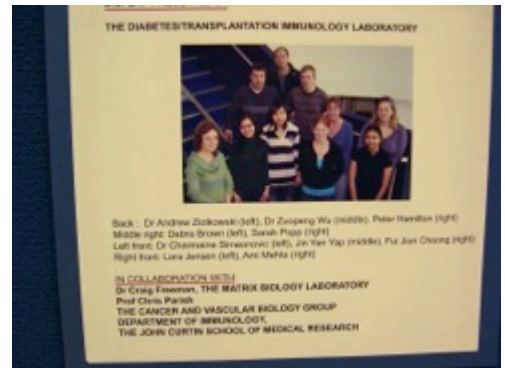 THE DIABETES/TRANSPLANTATION IMMUNOLOGY LABORATORY
Back : Dr Andrew Ziolkowski (left), Dr Zuopeng Wu (middle), Peter Hamilton (right)
Middle right: Debra Brown (left), Sarah Popp (right)
Left front: Dr Charmaine Simeonovic (left), Jin Yan Yap (middle), Fui Jiun Choong (right)
Right front: Lora Jensen (left), Ami Mehta (right)
IN COLLABORATION WITH:
Dr Craig Freeman, THE MATRIX BIOLOGY LABORATORY
Prof Chris Parish
THE CANCER AND VASCULAR BIOLOGY GROUP
DEPARTMENT OF IMMUNOLOGY,
THE JOHN CURTIN SCHOOL OF MEDICAL RESEARCH